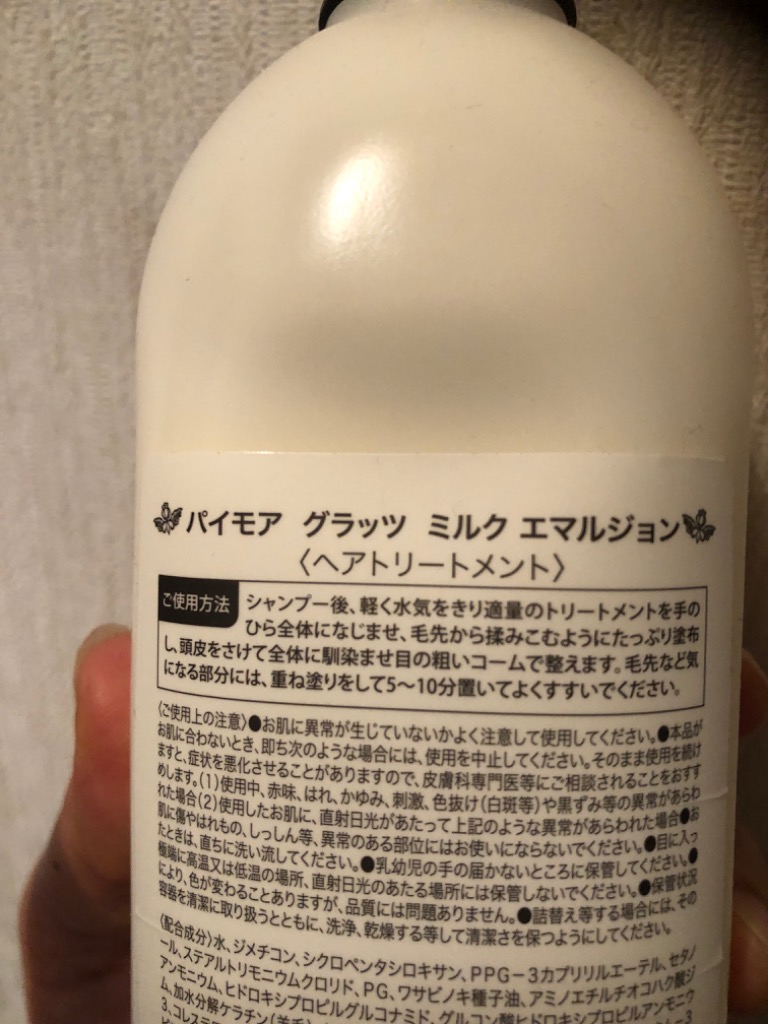 パイモア グラッツ ミルク エマルジョン
〈ヘアトリートメント〉
ご使用方法 シャンプー後、軽く水気をきり適量のトリートメントを手の
ひら全体になじませ、毛先から揉みこむようにたっぷり塗布
し、頭皮をさけて全体に馴染ませ目の粗いコームで整えます。毛先など気
になる部分には、重ね塗りをして5〜10分置いてよくすすいでください。
〈ご使用上の注意〉●お肌に異常が生じていないかよく注意して使用してください。●本品が
お肌に合わないとき、即ち次のような場合には、使用を中止してください。そのまま使用を続け
ますと、症状を悪化させることがありますので、皮膚科専門医等にご相談されることをおすす
めします。(1)使用中、赤味、はれ、かゆみ、刺激、色抜け(白斑等)や黒ずみ等の異常があらわ
れた場合(2)使用したお肌に、直射日光があたって上記のような異常があらわれた場合●お
肌に傷やはれもの、しっしん等、異常のある部位にはお使いにならないでください。●目に入っ
たときは、直ちに洗い流してください。●乳幼児の手の届かないところに保管してください。●
極端に高温又は低温の場所、直射日光のあたる場所には保管しないでください。●保管状況
により、色が変わることありますが、品質には問題ありません。●詰替え等する場合には、その
容器を清潔に取り扱うとともに、洗浄、乾燥する等して清潔さを保つようにしてください。
〈配合成分〉水、ジメチコン、シクロペンタシロキサン、PPG-3カプリリルエーテル、セタノ
ール、ステアルトリモニウムクロリド、PG、ワサビノキ種子油、アミノエチルチオコハク酸ジ
アンモニウム、ヒドロキシプロピルグルコナミド、グルコン酸ヒドロキシプロピルアンモニウ
ム、加水分解ケラチン(羊毛)
3、コレステ